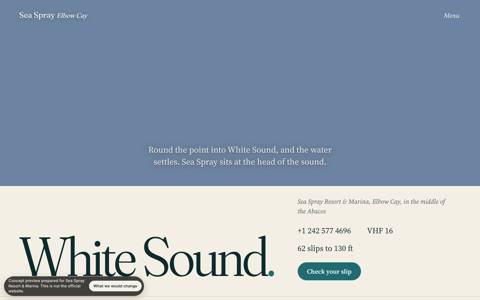 Sea Spray Elbow Cay
Menu
Round the point into White Sound, and the water
settles. Sea Spray sits at the head of the sound.
Sea Spray Resort & Marina, Elbow Cay, in the middle of
the Abacos
+1 242 577 4696 VHF 16
62 slips to 130 ft
White Sound.
Check your slip
Concept preview prepared for Sea Spray
Resort & Marina. This is not the official
website.
What we would change